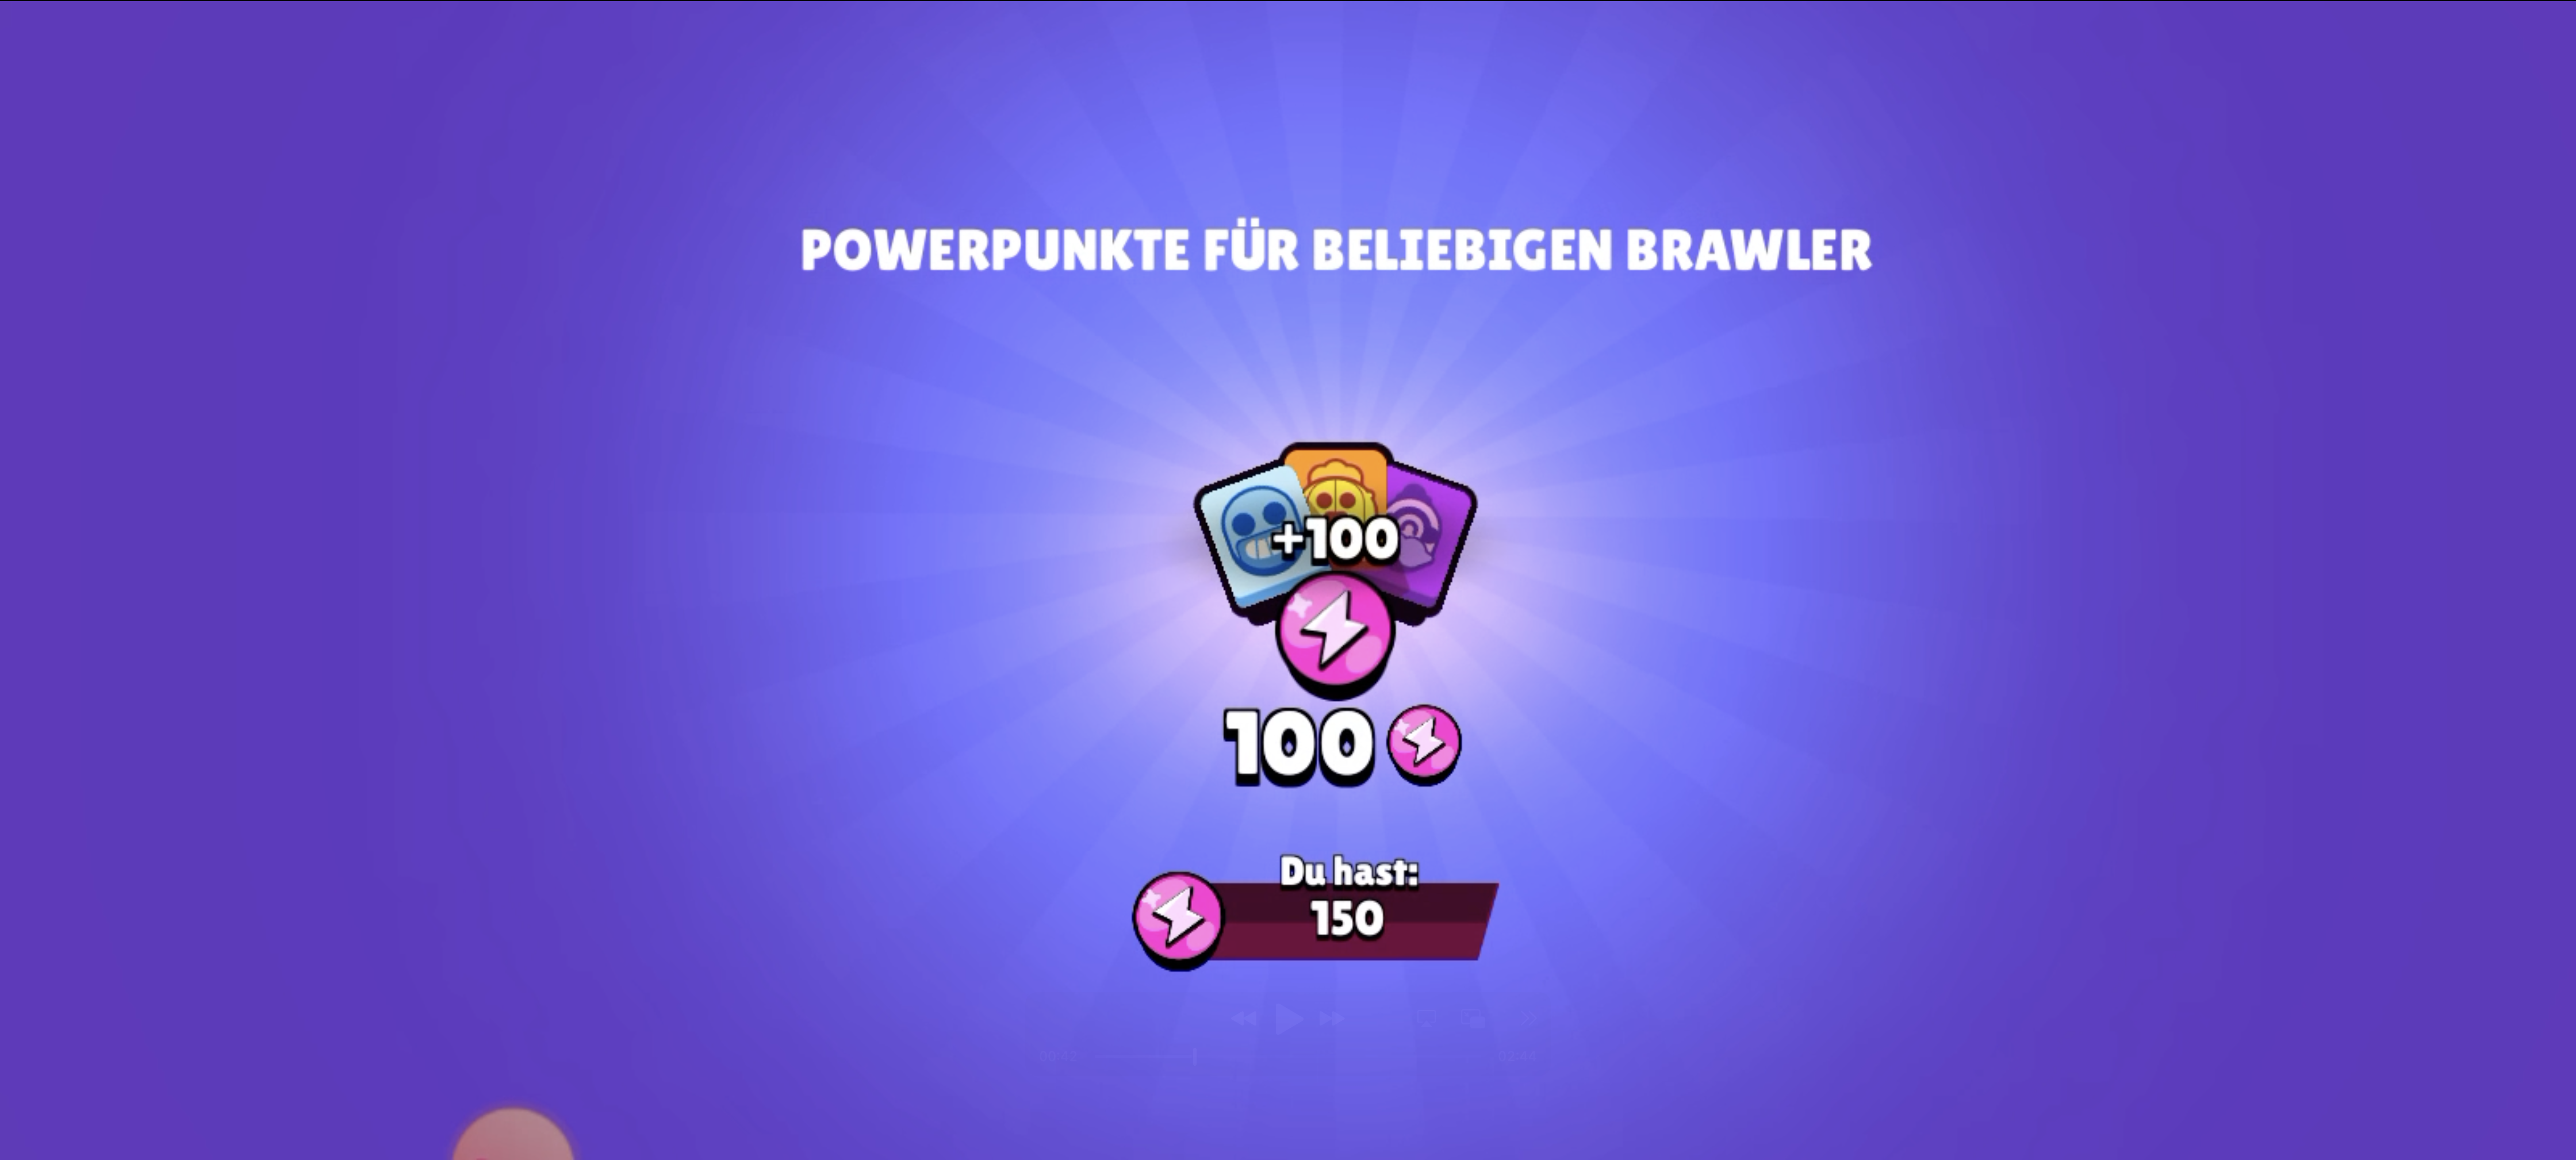 POWERPUNKTE FÜR BELIEBIGEN BRAWLER
+100
100
Du hast:
150